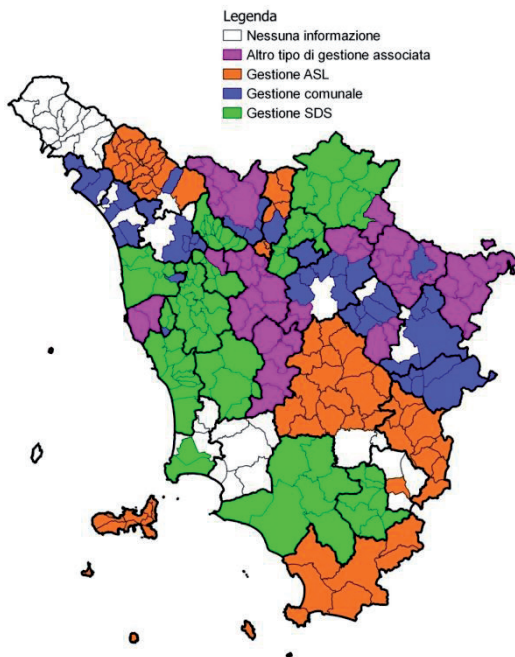 Legenda
Nessuna informazione
Altro tipo di gestione associata
Gestione ASL
Gestione comunale
Gestione SDS